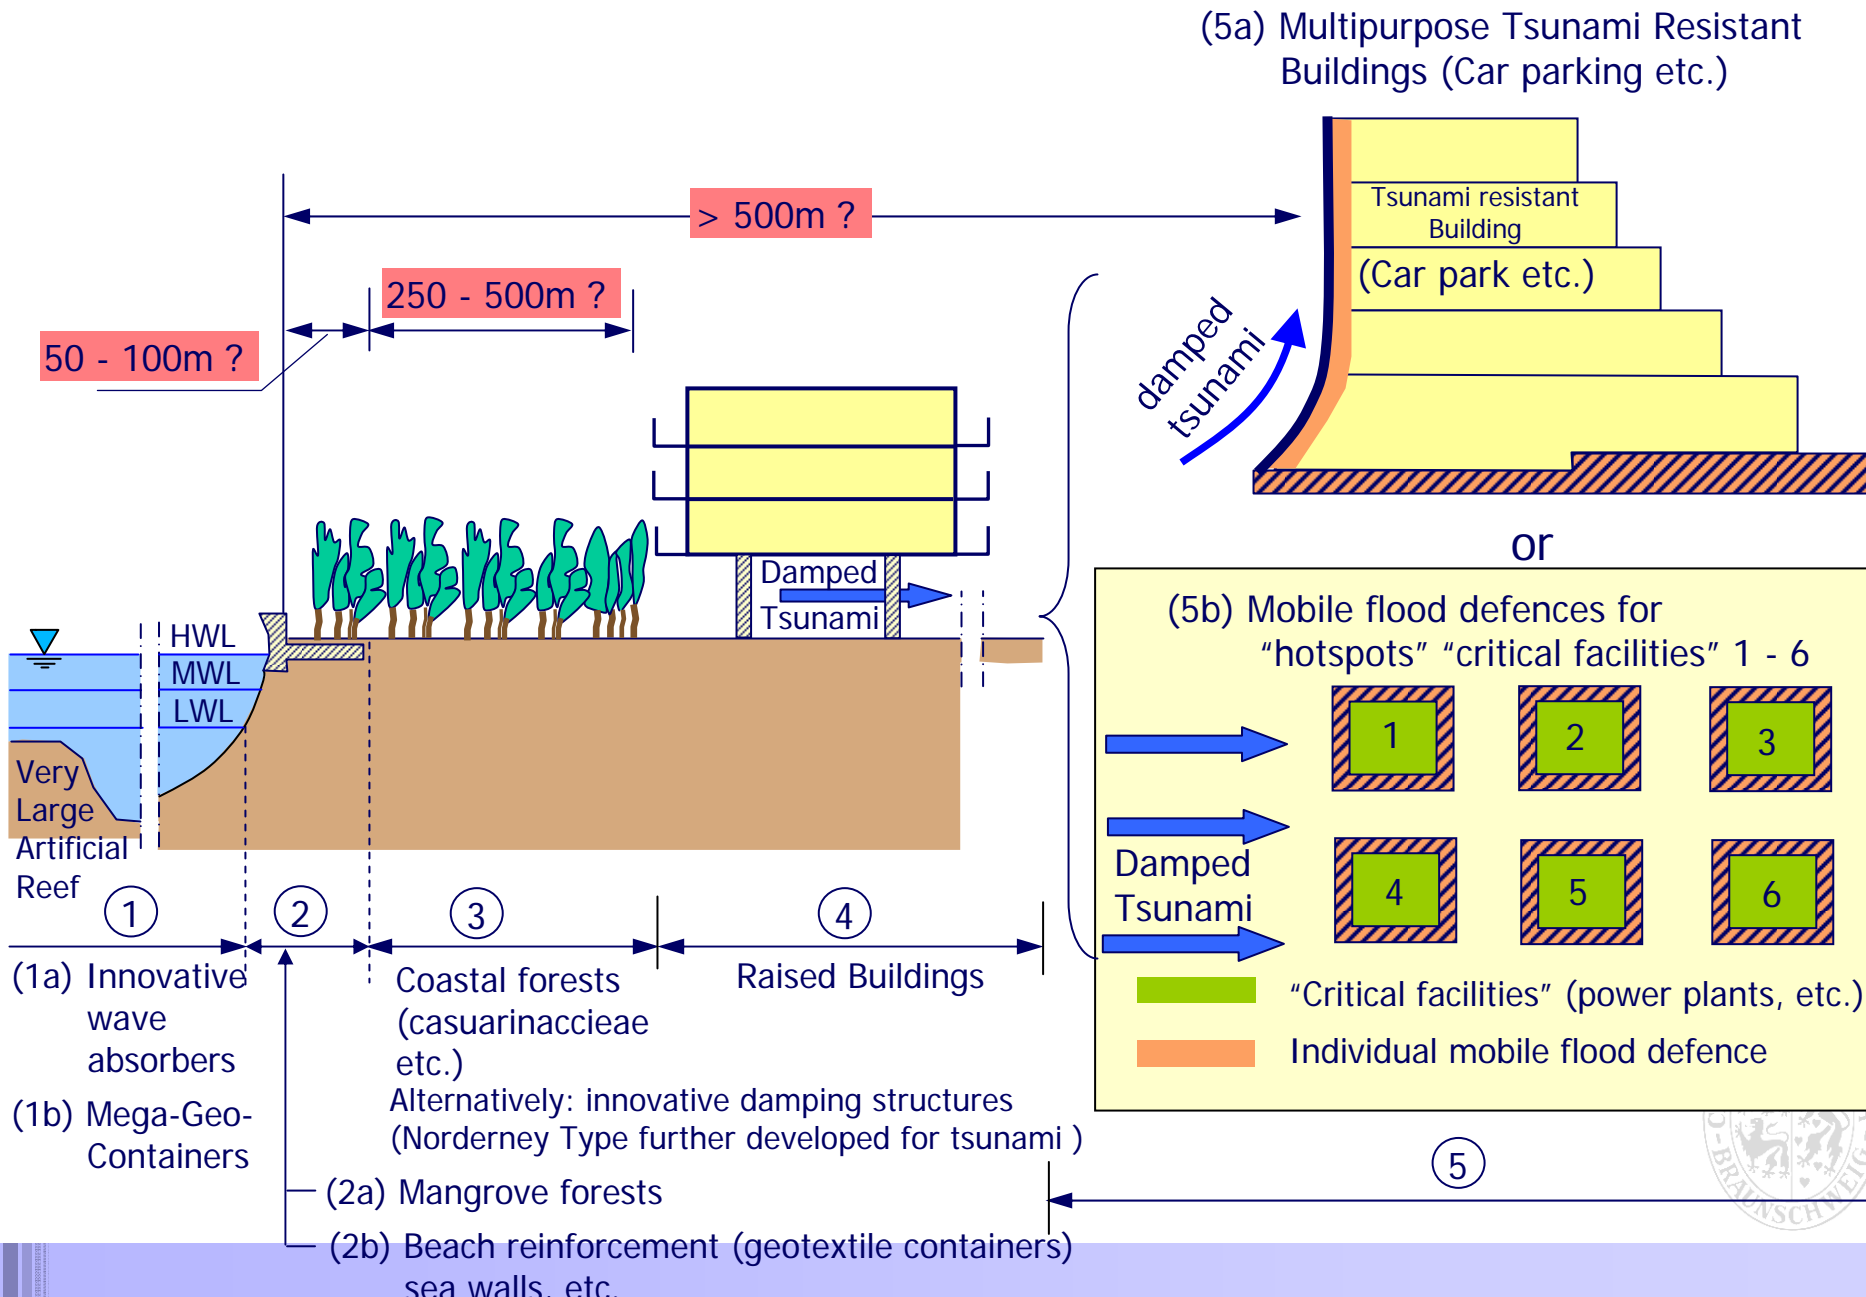 (5a) Multipurpose Tsunami Resistant
Buildings (Car parking etc.)
Tsunami resistant
Building
(Car park etc.)
> 500m ?
250 - 500m ?
50 - 100m ?
damped
tsunami
Damped
Tsunami
HWL
MWL
LWL
Very
Large
Artificial
Reef
or
(5b) Mobile flood defences for
“hotspots” “critical facilities” 1 - 6
1
2
3
4
5
6
Damped
Tsunami
“Critical facilities” (power plants, etc.)
Individual mobile flood defence
1
2
3
4
5
(1a) Innovative
wave
absorbers
(1b) Mega-Geo-
Containers
Coastal forests
(casuarinaccieae
etc.)
Alternatively: innovative damping structures
(Norderney Type further developed for tsunami )
Raised Buildings
(2a) Mangrove forests
(2b) Beach reinforcement (geotextile containers)
sea walls, etc.
BRAUNSCHWEIG